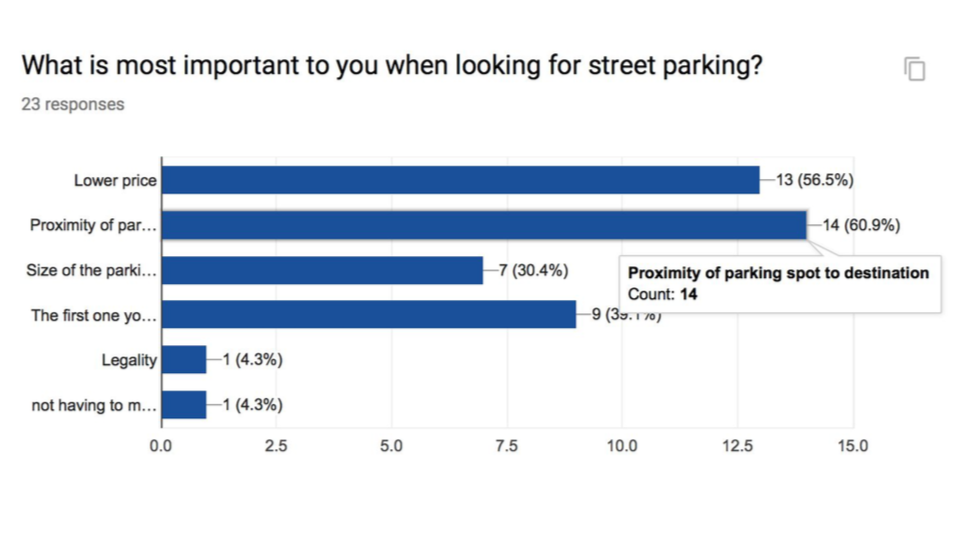 What is most important to you when looking for street parking?
23 responses
Lower price
13 (56.5%)
Proximity of par...
14 (60.9%)
Size of the parki...
7 (30.4%)
Proximity of parking spot to destination
Count: 14
The first one yo...
9 (39.1%)
Legality
1 (4.3%)
not having to m...
1 (4.3%)
0.0 2.5 5.0 7.5 10.0 12.5 15.0